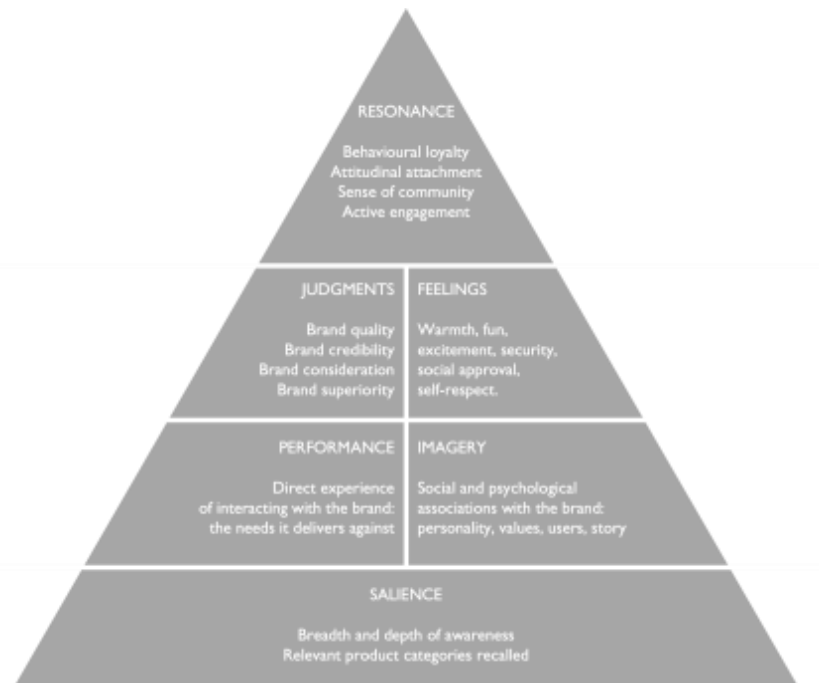 RESONANCE
Behavioural loyalty
Attitudinal attachment
Sense of community
Active engagement
JUDGMENTS
Brand quality
Brand credibility
Brand consideration
Brand superiority
FEELINGS
Warmth, fun,
excitement, security,
social approval,
self-respect.
PERFORMANCE
Direct experience
of interacting with the brand:
the needs it delivers against
IMAGERY
Social and psychological
associations with the brand:
personality, values, users, story
SALIENCE
Breadth and depth of awareness
Relevant product categories recalled